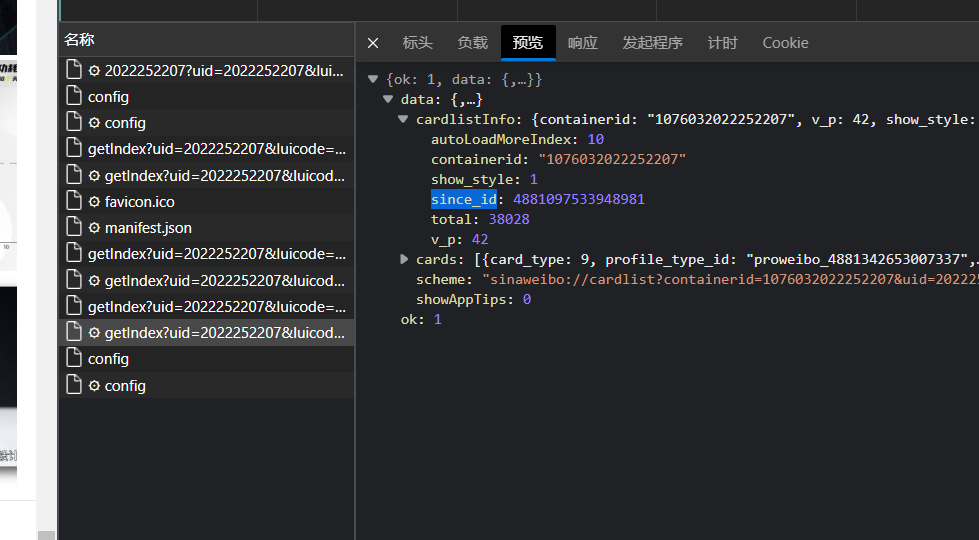 名称
2022252207?uid=2022252207&lui...
config
config
getIndex?uid=2022252207&luicode=...
getIndex?uid=2022252207&luicod...
favicon.ico
manifest.json
getIndex?uid=2022252207&luicode=...
getIndex?uid=2022252207&luicod...
getIndex?uid=2022252207&luicode=...
getIndex?uid=2022252207&luicod...
config
config
标头 负载 预览 响应 发起程序 计时 Cookie
{ok: 1, data: {,…}}
data: {,…}
cardlistInfo: {containerid: "1076032022252207", v_p: 42, show_style:
autoLoadMoreIndex: 10
containerid: "1076032022252207"
show_style: 1
since_id: 4881097533948981
total: 38028
v_p: 42
cards: [{card_type: 9, profile_type_id: "proweibo_4881342653007337",…
scheme: "sinaweibo://cardlist?containerid=1076032022252207&uid=202225
showAppTips: 0
ok: 1